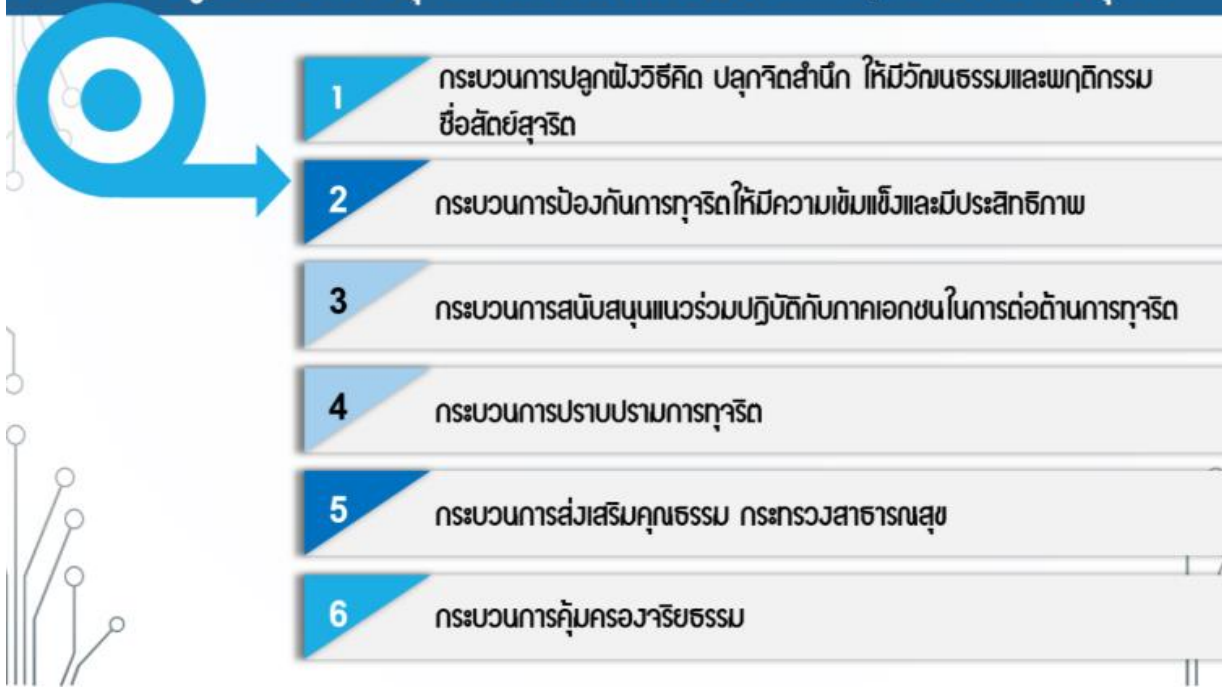 1
กระบวนการปลูกฝังวิธีคิด ปลุกจิตสำนึก ให้มีวัฒนธรรมและพฤติกรรม
ซื่อสัตย์สุจริต
2
กระบวนการป้องกันการทุจริตให้มีความเข้มแข็งและมีประสิทธิภาพ
3
กระบวนการสนับสนุนแนวร่วมปฏิบัติกับภาคเอกชนในการต่อต้านการทุจริต
4
กระบวนการปราบปรามการทุจริต
5
กระบวนการส่งเสริมคุณธรรม กระทรวงสาธารณสุข
6
กระบวนการคุ้มครองจริยธรรม